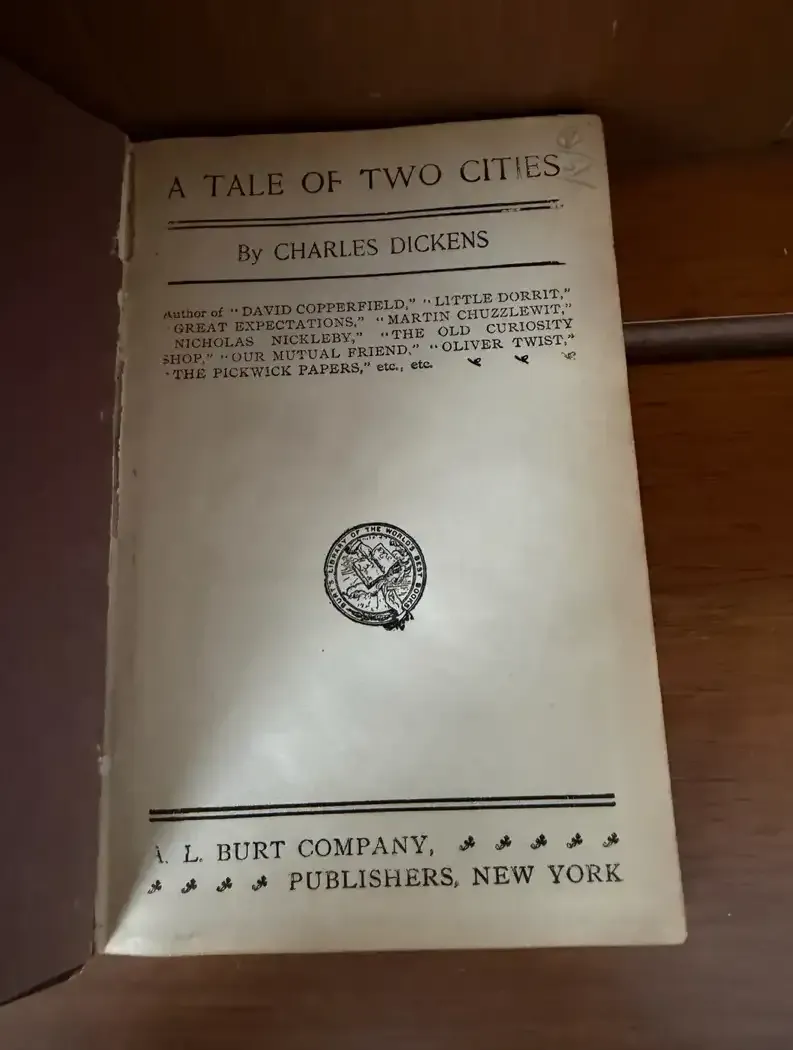 A TALE OF TWO CITIES
By CHARLES DICKENS
Author of "DAVID COPPERFIELD," "LITTLE DORRIT,"
GREAT EXPECTATIONS," "MARTIN CHUZZLEWIT,"
NICHOLAS NICKLEBY," "THE OLD CURIOSITY
SHOP," "OUR MUTUAL FRIEND," "OLIVER TWIST,"
"THE PICKWICK PAPERS," etc., etc.
BURT'S LIBRARY OF THE WORLD'S BEST BOOKS
A. L. BURT COMPANY,
PUBLISHERS, NEW YORK